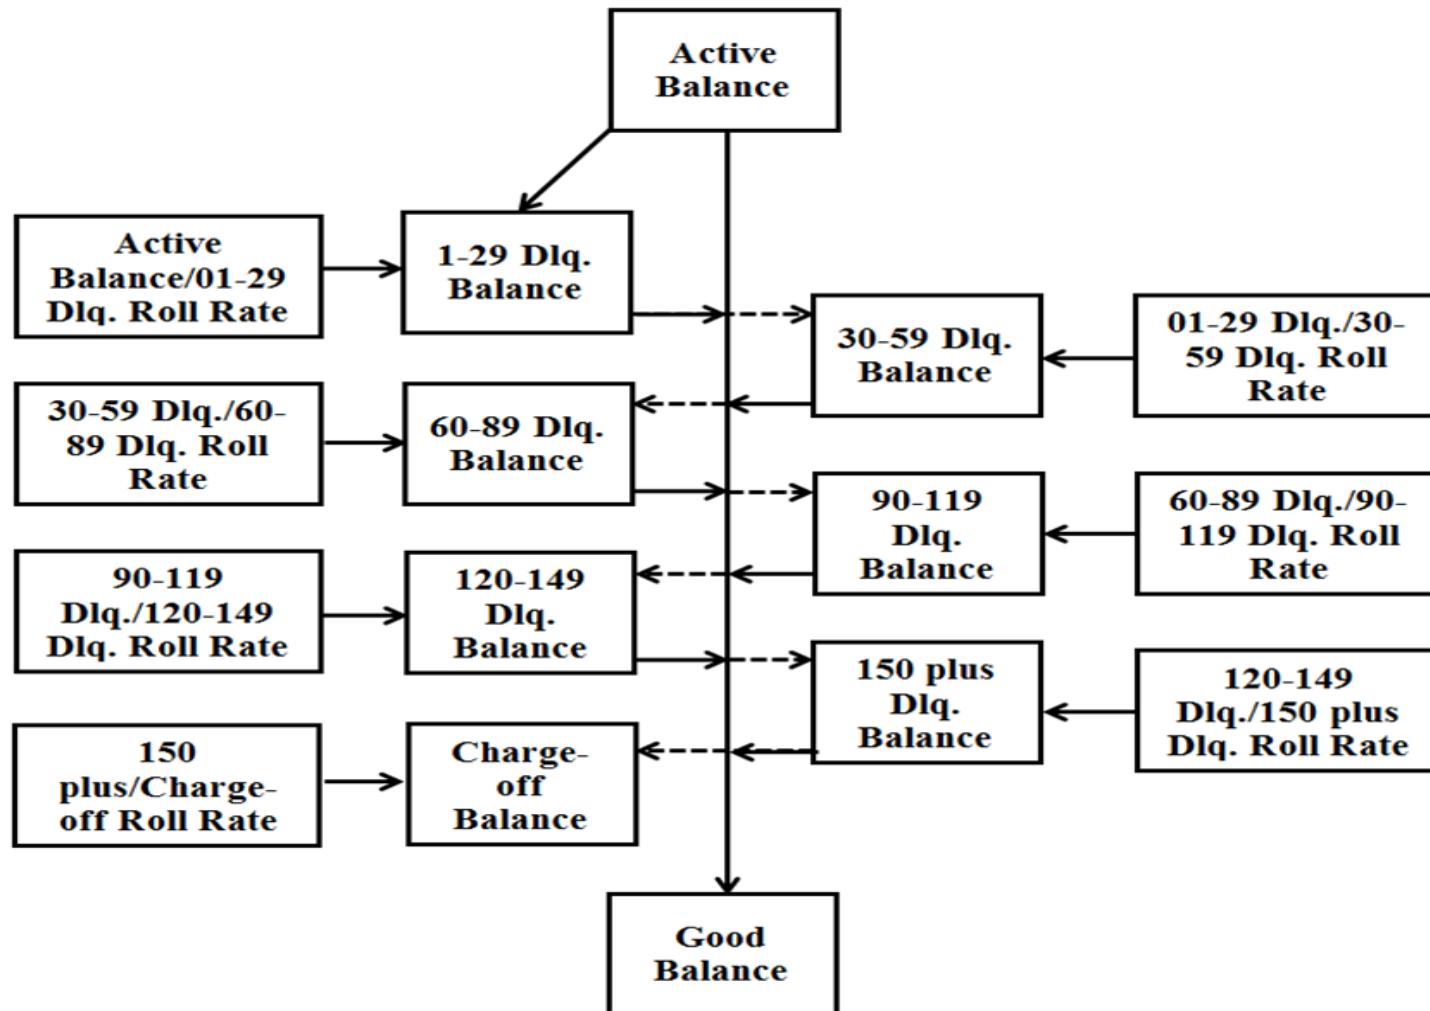 Active
Balance
Active
Balance/01-29
Dlq. Roll Rate
1-29 Dlq.
Balance
30-59 Dlq.
Balance
01-29 Dlq./30-
59 Dlq. Roll
Rate
30-59 Dlq./60-
89 Dlq. Roll
Rate
60-89 Dlq.
Balance
90-119
Dlq.
Balance
60-89 Dlq./90-
119 Dlq. Roll
Rate
90-119
Dlq./120-149
Dlq. Roll Rate
120-149
Dlq.
Balance
150 plus
Dlq.
Balance
120-149
Dlq./150 plus
Dlq. Roll Rate
150
plus/Charge-
off Roll Rate
Charge-
off
Balance
Good
Balance